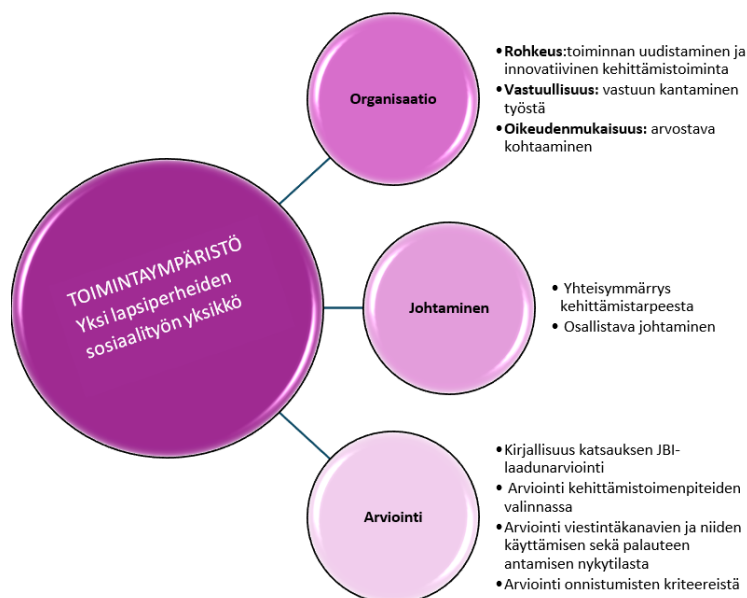 TOIMINTAYMPÄRISTÖ
Yksi lapsiperheiden
sosiaalityön yksikkö
Organisaatio
•Rohkeus:toiminnan uudistaminen ja
innovatiivinen kehittämistoiminta
•Vastuullisuus: vastuun kantaminen
työstä
•Oikeudenmukaisuus: arvostava
kohtaaminen
Johtaminen
• Yhteisymmärrys
kehittämistarpeesta
• Osallistava johtaminen
Arviointi
•Kirjallisuus katsauksen JBI-
laadunarviointi
• Arviointi kehittämistoimenpiteiden
valinnassa
•Arviointi viestintäkanavien ja niiden
käyttämisen sekä palauteen
antamisen nykytilasta
•Arviointi onnistumisten kriteereistä